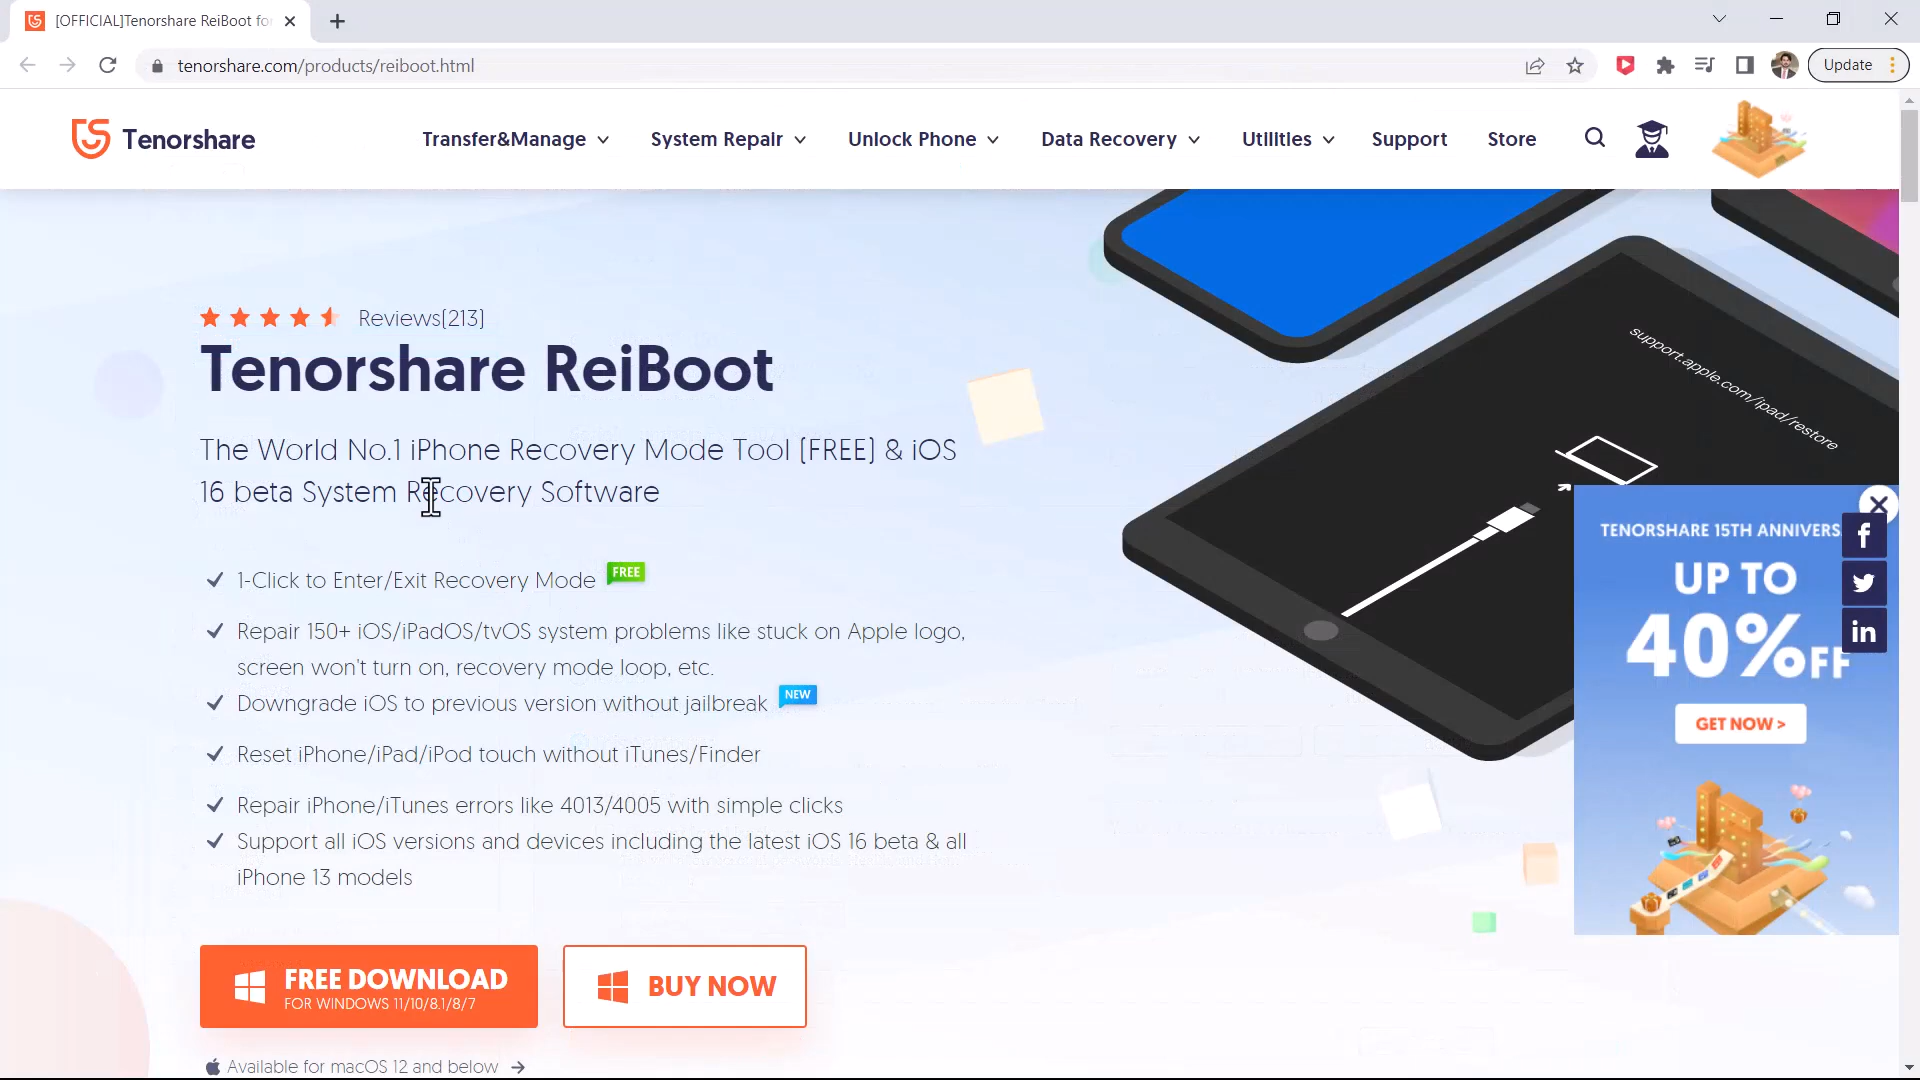 [OFFICIAL]Tenorshare ReiBoot for
tenorshare.com/products/reiboot.html
Update
Tenorshare
Transfer&Manage
System Repair
Unlock Phone
Data Recovery
Utilities
Support
Store
Reviews(213)
Tenorshare ReiBoot
The World No.1 iPhone Recovery Mode Tool (FREE) & iOS
16 beta System Recovery Software
1-Click to Enter/Exit Recovery Mode FREE
Repair 150+ iOS/iPadOS/tvOS system problems like stuck on Apple logo,
screen won't turn on, recovery mode loop, etc.
Downgrade iOS to previous version without jailbreak NEW
Reset iPhone/iPad/iPod touch without iTunes/Finder
Repair iPhone/iTunes errors like 4013/4005 with simple clicks
Support all iOS versions and devices including the latest iOS 16 beta & all
iPhone 13 models
FREE DOWNLOAD
FOR WINDOWS 11/10/8.1/8/7
BUY NOW
Available for macOS 12 and below
support.apple.com/ipad/restore
TENORSHARE 15TH ANNIVERS
UP TO
40%FF
GET NOW >
f
in